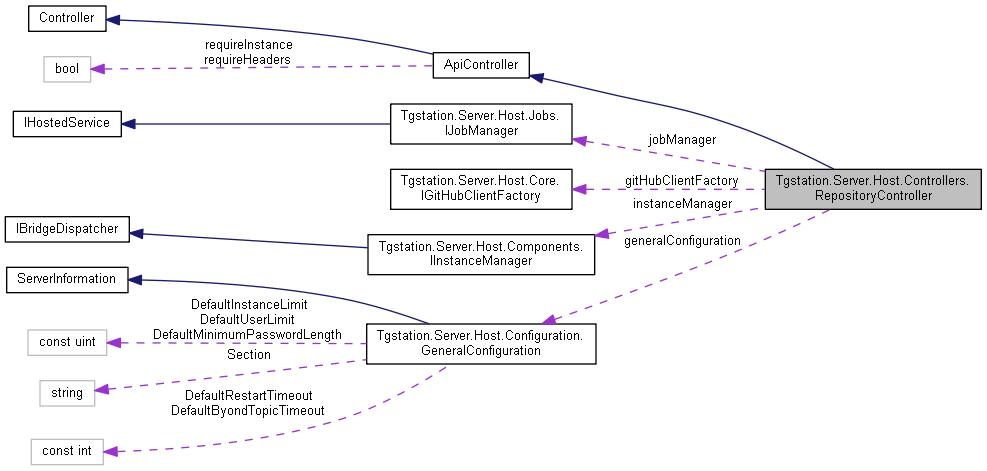 Controller
requireInstance
requireHeaders
bool
ApiController
IHostedService
Tgstation.Server.Host.Jobs.
IJobManager
jobManager
Tgstation.Server.Host.Core.
IGitHubClientFactory
gitHubClientFactory
Tgstation.Server.Host.Controllers.
RepositoryController
instanceManager
IBridgeDispatcher
Tgstation.Server.Host.Components.
IInstanceManager
generalConfiguration
ServerInformation
DefaultInstanceLimit
DefaultUserLimit
DefaultMinimumPasswordLength
const uint
Tgstation.Server.Host.Configuration.
GeneralConfiguration
Section
string
DefaultRestartTimeout
DefaultByondTopicTimeout
const int